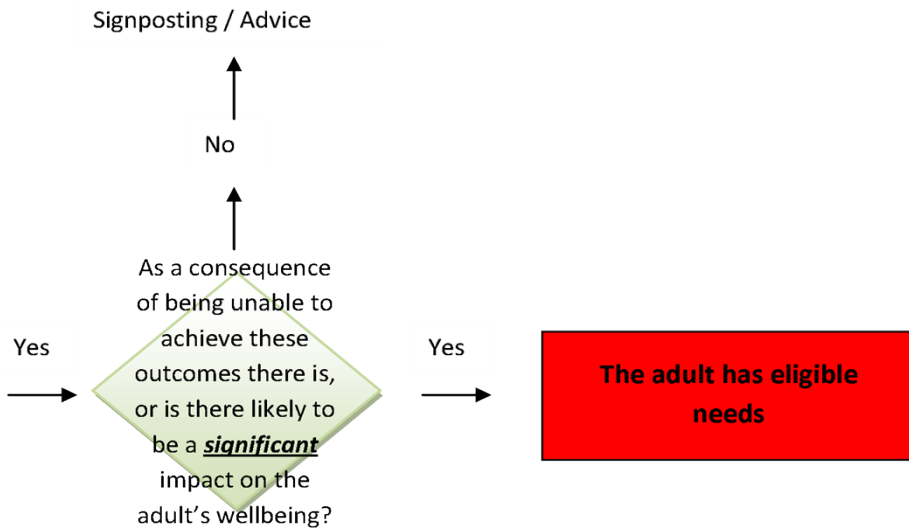 Signposting / Advice
No
Yes
As a consequence
of being unable to
achieve these
outcomes there is,
or is there likely to
be a significant
impact on the
adult's wellbeing?
Yes
The adult has eligible
needs